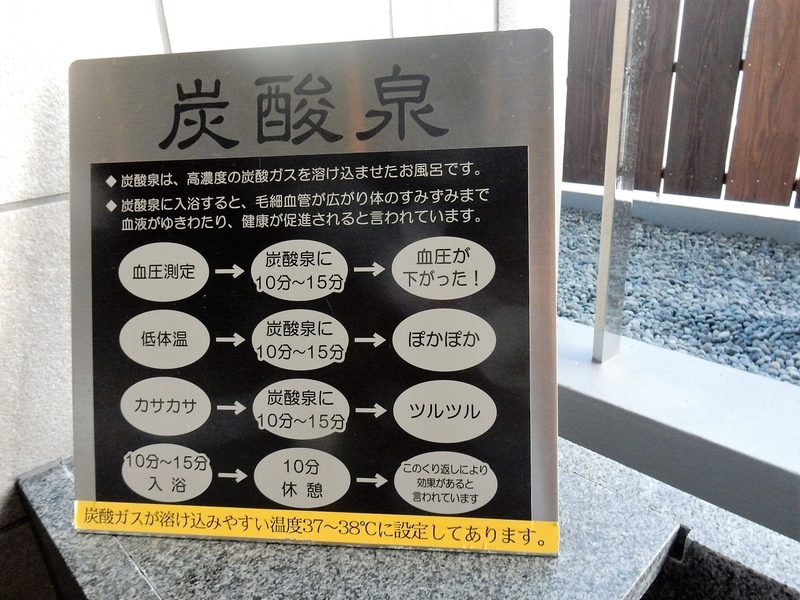 炭酸泉
◆炭酸泉は、高濃度の炭酸ガスを溶け込ませたお風呂です。
◆炭酸泉に入浴すると、毛細血管が広がり体のすみずみまで
血液がゆきわたり、健康が促進されると言われています。
血圧測定 → 炭酸泉に 10分～15分 → 血圧が 下がった！
低体温 → 炭酸泉に 10分～15分 → ぽかぽか
カサカサ → 炭酸泉に 10分～15分 → ツルツル
10分～15分 入浴 → 10分 休憩 → このくり返しにより 効果があると 言われています
炭酸ガスが溶け込みやすい温度37～38℃に設定してあります。